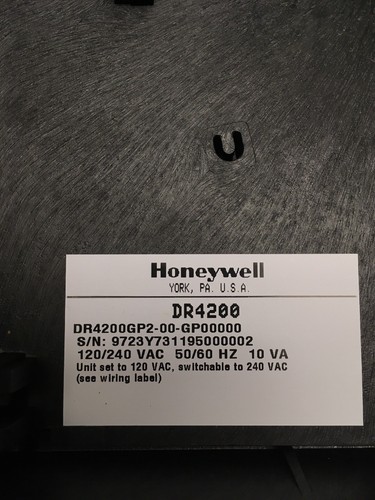 U
Honeywell
YORK, PA. U.S.A.
DR4200
DR4200GP2-00-GP00000
S/N: 9723Y731195000002
120/240 VAC 50/60 HZ 10 VA
Unit set to 120 VAC, switchable to 240 VAC
(see wiring label)